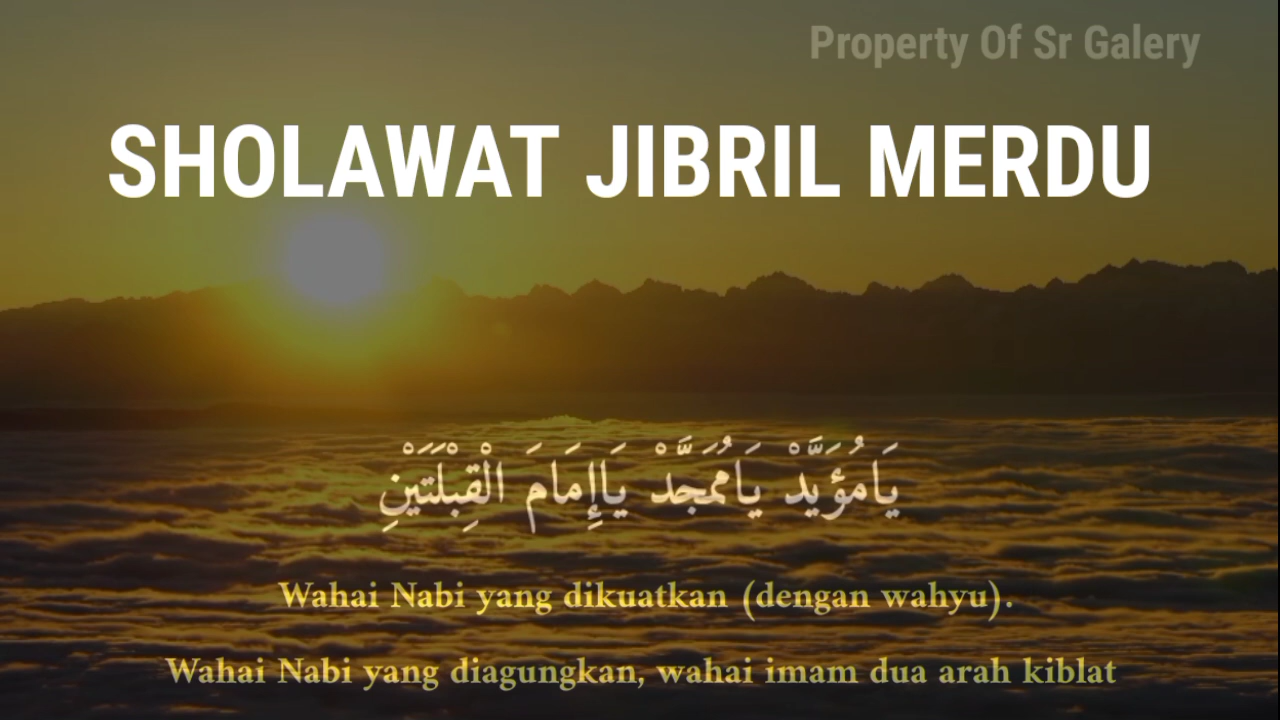 Property Of Sr Galery
SHOLAWAT JIBRIL MERDU
يَامُؤَيَّدْ يَامُمَجَّدْ يَاإِمَامَ الْقِبْلَتَيْنِ
Wahai Nabi yang dikuatkan (dengan wahyu).
Wahai Nabi yang diagungkan, wahai imam dua arah kiblat